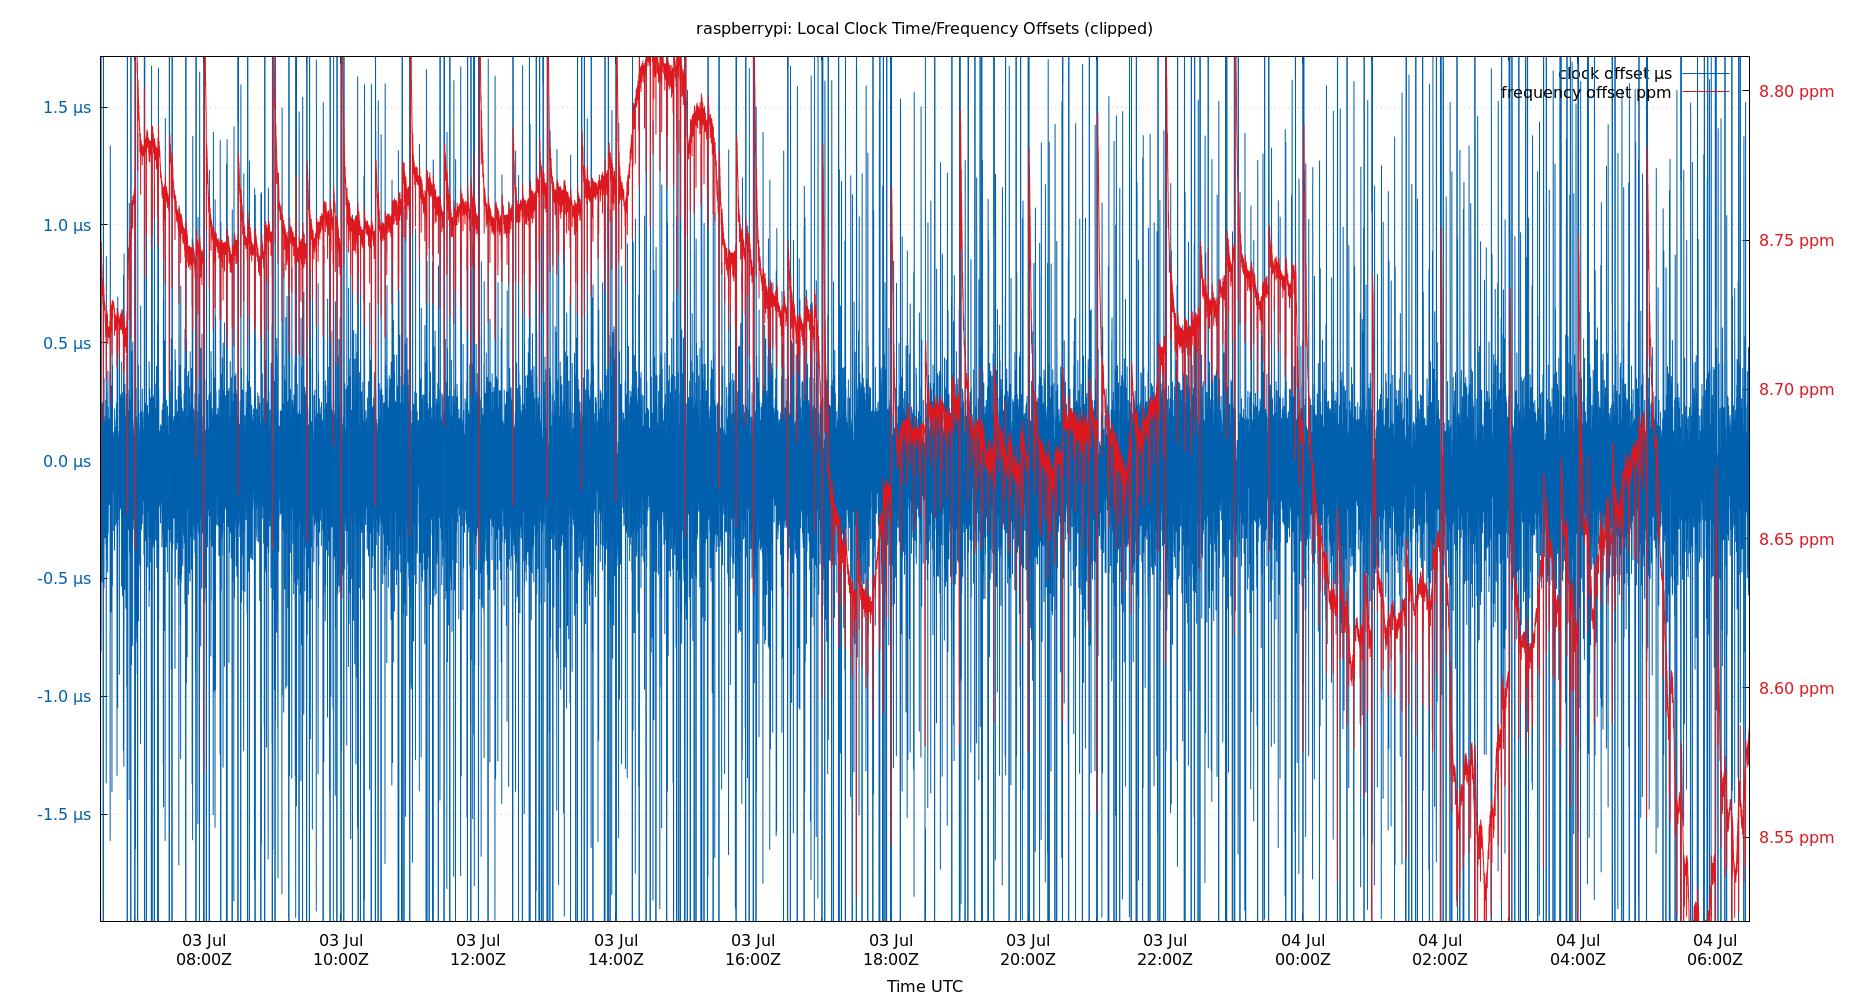 raspberrypi: Local Clock Time/Frequency Offsets (clipped)
clock offset µs
frequency offset ppm
1.5 µs
1.0 µs
0.5 µs
0.0 µs
-0.5 µs
-1.0 µs
-1.5 µs
8.80 ppm
8.75 ppm
8.70 ppm
8.65 ppm
8.60 ppm
8.55 ppm
03 Jul 03 Jul 03 Jul 03 Jul 03 Jul 03 Jul 03 Jul 03 Jul 04 Jul 04 Jul 04 Jul 04 Jul
08:00Z 10:00Z 12:00Z 14:00Z 16:00Z 18:00Z 20:00Z 22:00Z 00:00Z 02:00Z 04:00Z 06:00Z
Time UTC